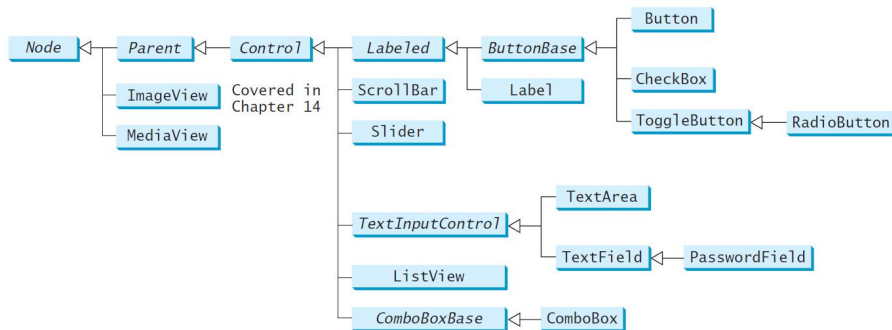 Button
Node
Parent
Control
Labeled
ButtonBase
ImageView
Covered in
Chapter 14
ScrollBar
Label
CheckBox
MediaView
Slider
ToggleButton
RadioButton
TextArea
TextInputControl
TextField
PasswordField
ListView
ComboBoxBase
ComboBox